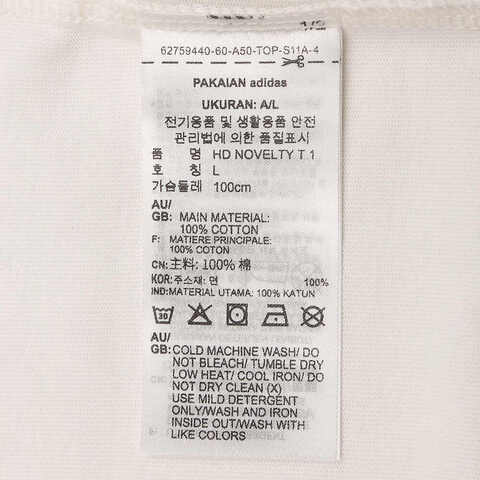 62759440-60-A50-TOP-S11A-4
PAKAIAN adidas
UKURAN: A/L
전기용품 및 생활용품 안전
관리법에 의한 품질표시
품 명 HD NOVELTY T 1
호 칭 L
가슴둘레 100cm
AU/
GB: MAIN MATERIAL:
100% COTTON
F: MATIERE PRINCIPALE:
100% COTON
CN: 主料: 100% 棉
KOR: 주소재: 면 100%
IND: MATERIAL UTAMA: 100% KATUN
30
AU/
GB: COLD MACHINE WASH/ DO
NOT BLEACH/ TUMBLE DRY
LOW HEAT/ COOL IRON/ DO
NOT DRY CLEAN (X)
USE MILD DETERGENT
ONLY/WASH AND IRON
INSIDE OUT/WASH WITH
LIKE COLORS